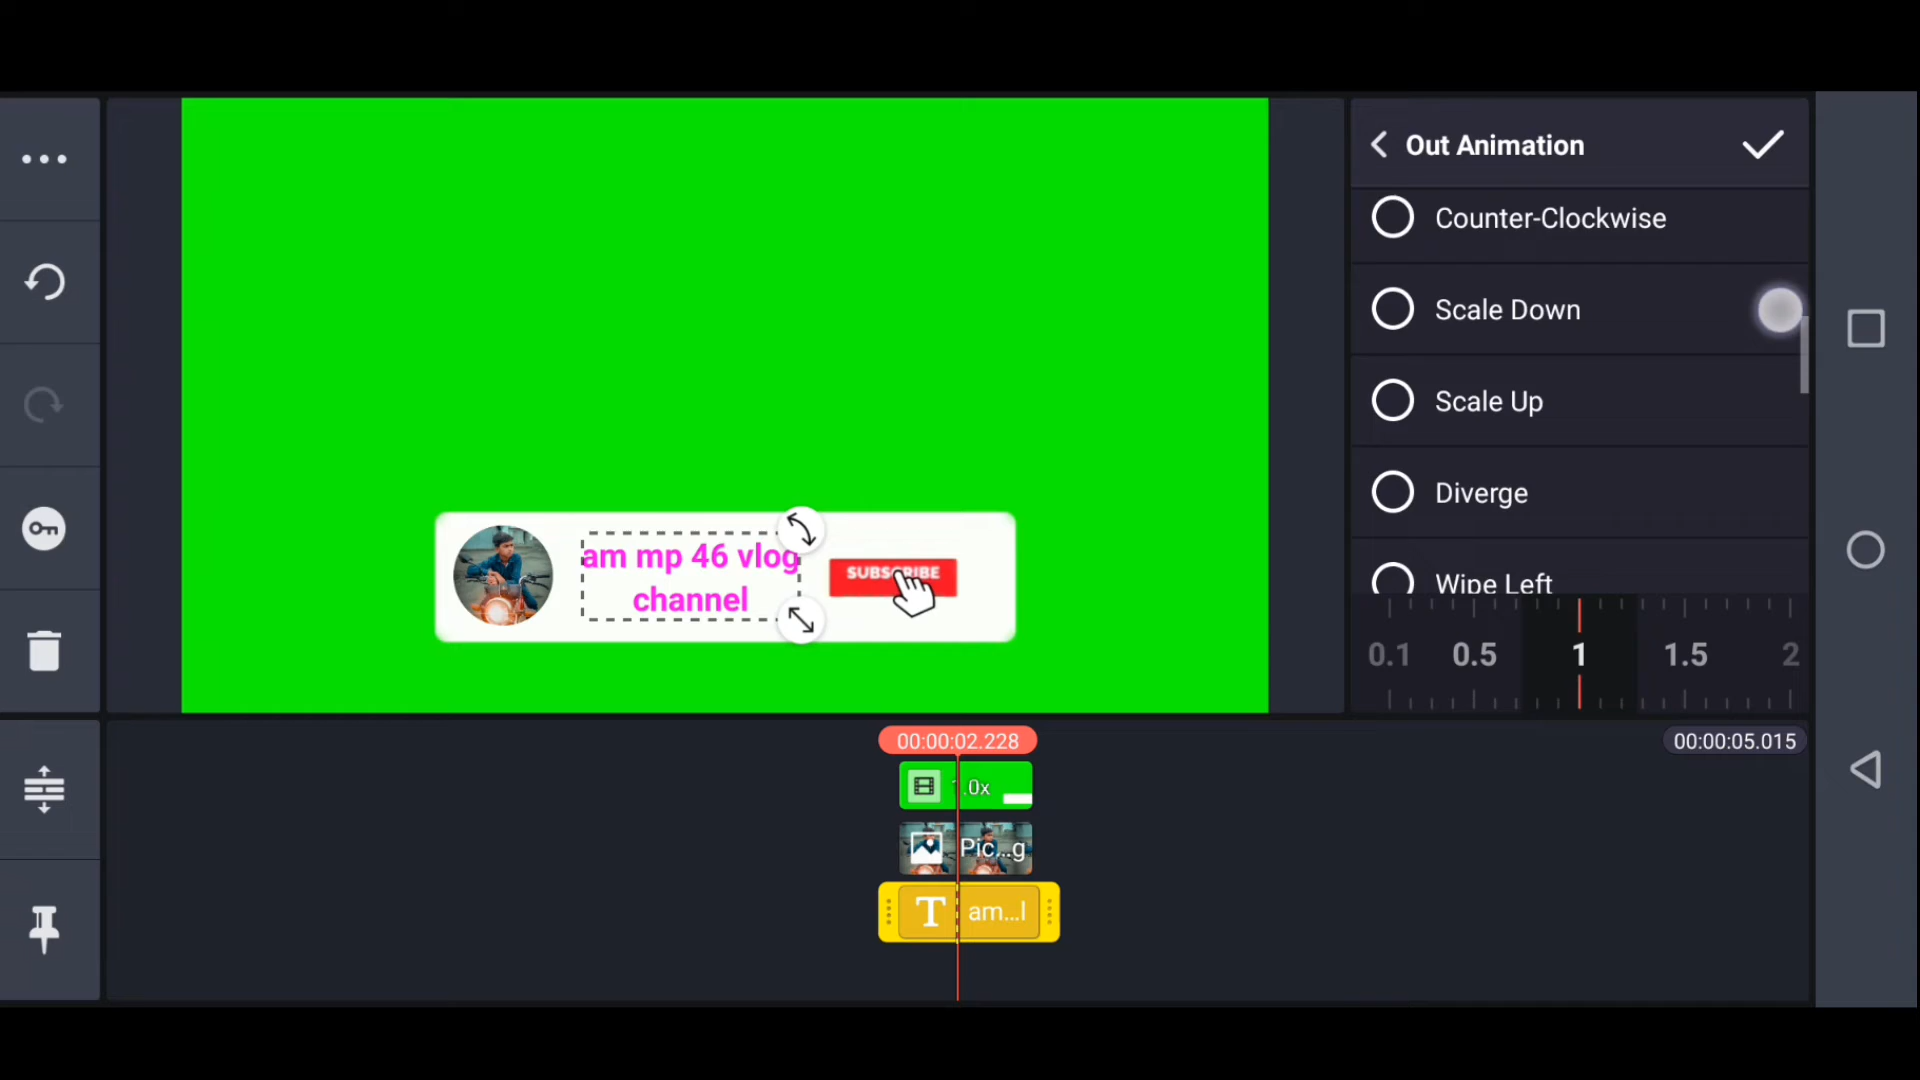 Out Animation
Counter-Clockwise
Scale Down
Scale Up
Diverge
Wipe Left
0.1 0.5 1 1.5 2
am mp 46 vlog
channel
SUBSCRIBE
00:00:02.228
00:00:05.015
.0x
Pic...g
T am...l